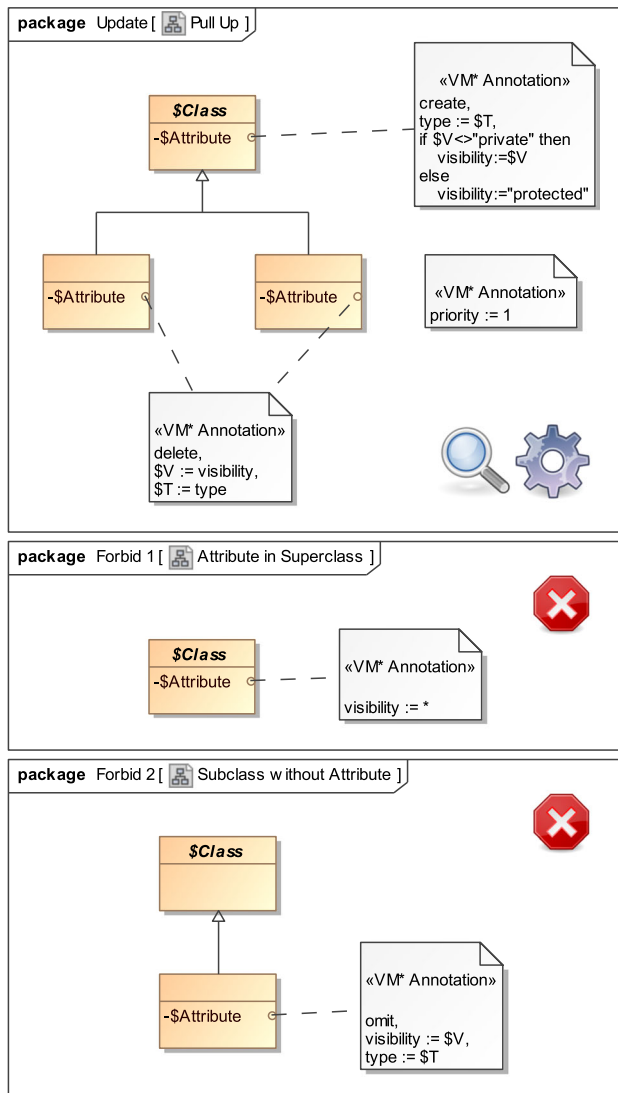 package Update [ Pull Up ]
«VM* Annotation»
create,
type := $T,
if $V<>"private" then
visibility:=$V
else
visibility:="protected"
$Class
-$Attribute
-$Attribute
-$Attribute
«VM* Annotation»
priority := 1
«VM* Annotation»
delete,
$V := visibility,
$T := type
package Forbid 1 [ Attribute in Superclass ]
$Class
-$Attribute
«VM* Annotation»
visibility := *
package Forbid 2 [ Subclass without Attribute ]
$Class
-$Attribute
«VM* Annotation»
omit,
visibility := $V,
type := $T